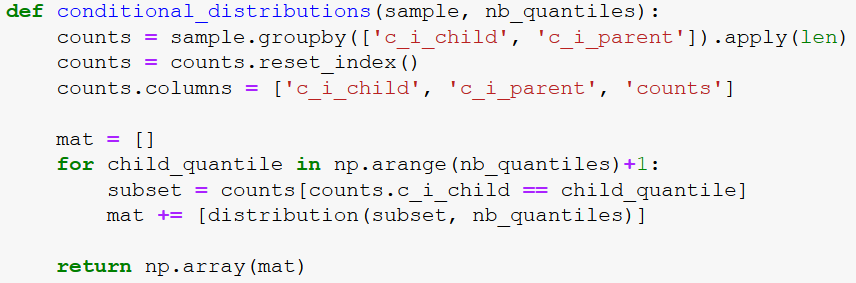 def conditional_distributions(sample, nb_quantiles):
    counts = sample.groupby(['c_i_child', 'c_i_parent']).apply(len)
    counts = counts.reset_index()
    counts.columns = ['c_i_child', 'c_i_parent', 'counts']

    mat = []
    for child_quantile in np.arange(nb_quantiles)+1:
        subset = counts[counts.c_i_child == child_quantile]
        mat += [distribution(subset, nb_quantiles)]

    return np.array(mat)